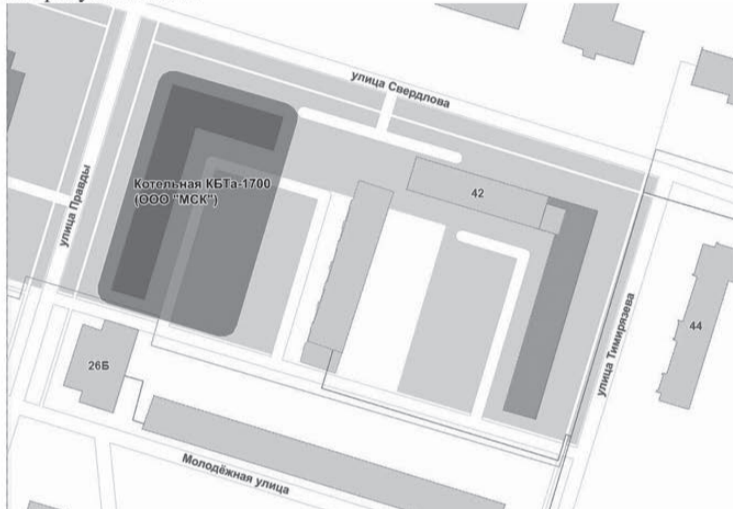 улица Свердлова
улица Правды
Котельная КБТа-1700
(ООО "МСК")
42
улица Тимирязева
44
26Б
Молодёжная улица